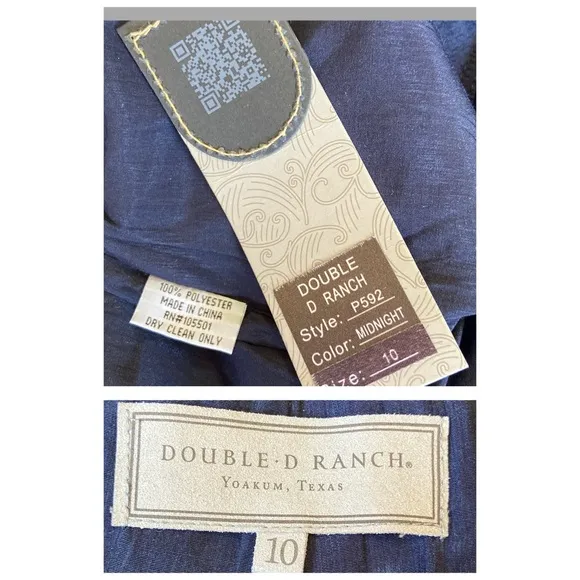 100% POLYESTER
MADE IN CHINA
RN#105501
DRY CLEAN ONLY
DOUBLE
D RANCH
Style: P592
Color: MIDNIGHT
Size: 10
DOUBLE·D RANCH®
YOAKUM, TEXAS
10